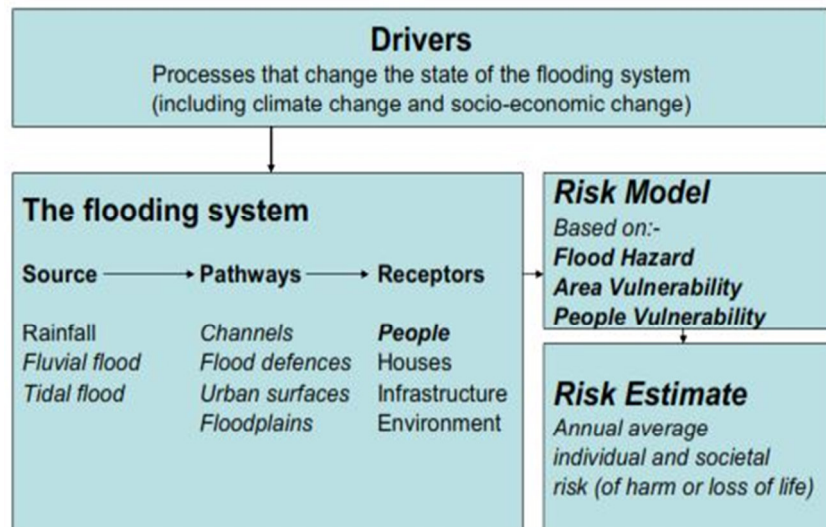 Drivers
Processes that change the state of the flooding system
(including climate change and socio-economic change)
The flooding system
Source Pathways Receptors
Rainfall Channels People
Fluvial flood Flood defences Houses
Tidal flood Urban surfaces Infrastructure
Floodplains Environment
Risk Model
Based on:-
Flood Hazard
Area Vulnerability
People Vulnerability
Risk Estimate
Annual average
individual and societal
risk (of harm or loss of life)